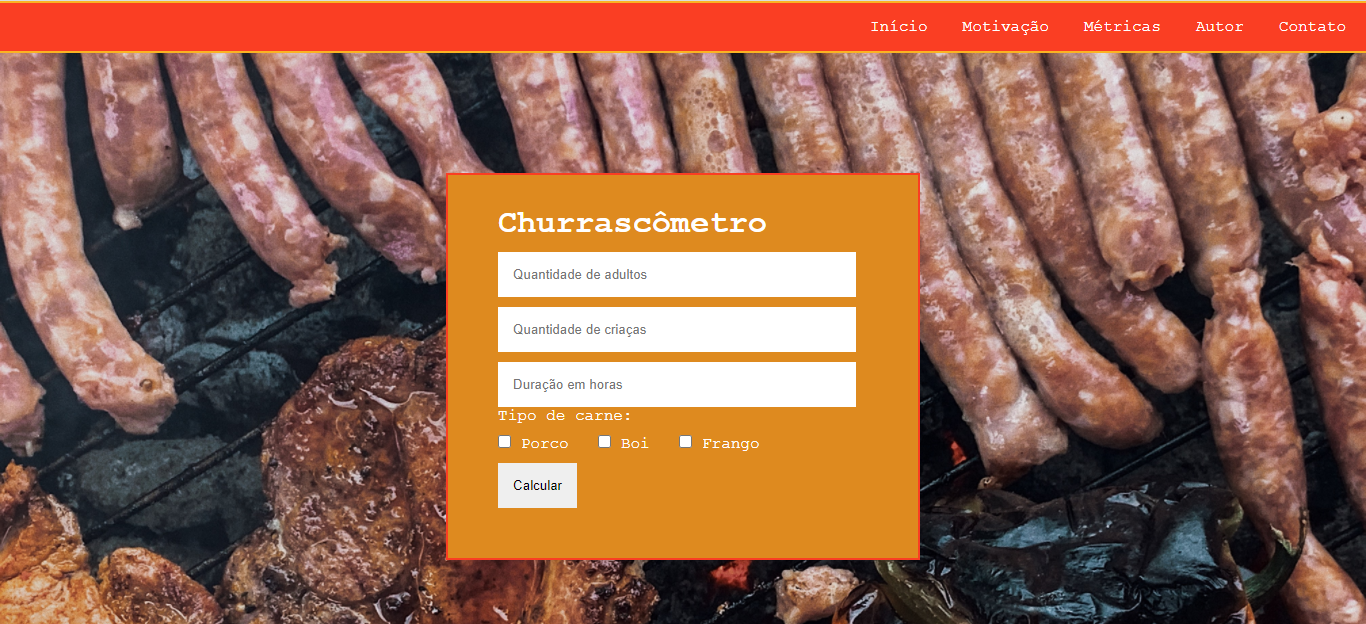 Início Motivação Métricas Autor Contato
Churrascômetro
Quantidade de adultos
Quantidade de criaças
Duração em horas
Tipo de carne:
Porco Boi Frango
Calcular